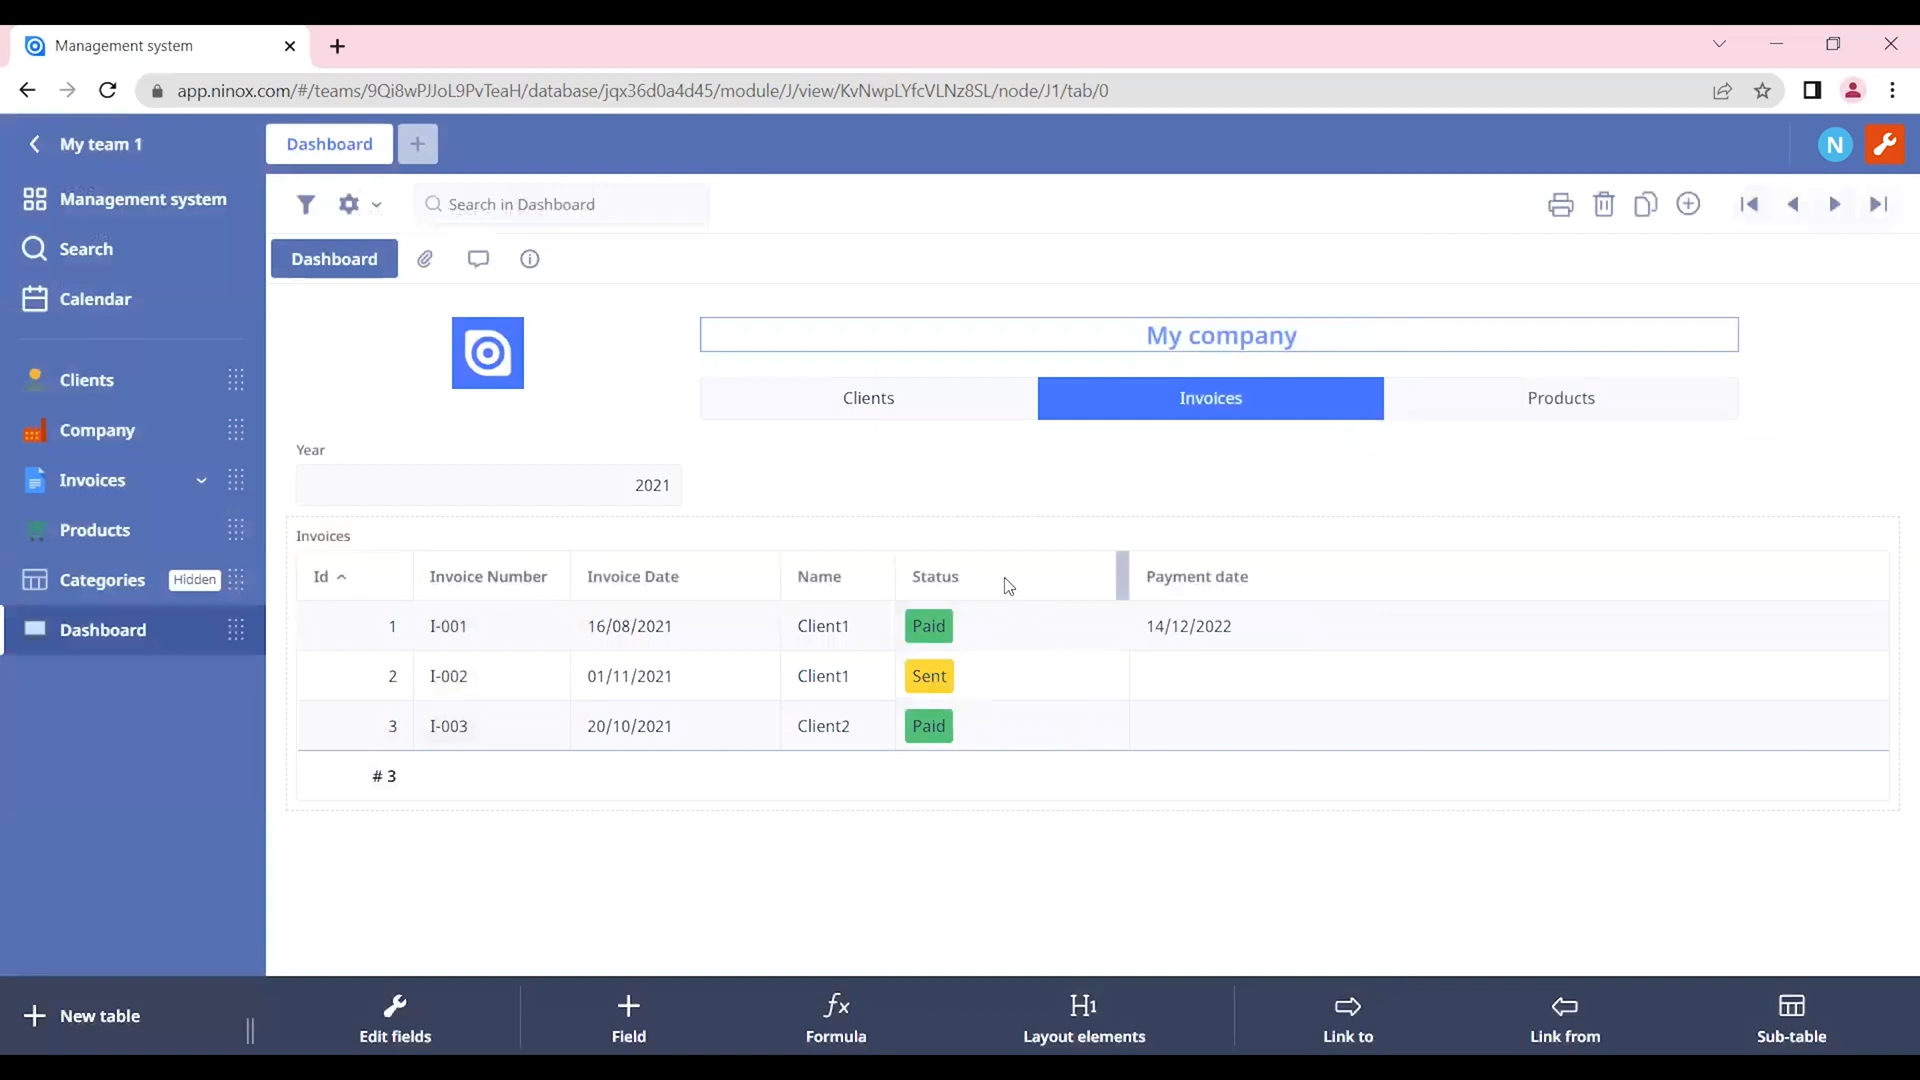 Management system
app.ninox.com/#/teams/9Qi8wPJJoL9PvTeaH/database/jqx36d0a4d45/module/J/view/KvNwpLYfcVLNz8SL/node/J1/tab/0
My team 1
Dashboard
N
Management system
Search
Calendar
Clients
Company
Invoices
Products
Categories Hidden
Dashboard
Search in Dashboard
Dashboard
My company
Clients Invoices Products
Year
2021
Invoices
Id Invoice Number Invoice Date Name Status Payment date
1 I-001 16/08/2021 Client1 Paid 14/12/2022
2 I-002 01/11/2021 Client1 Sent
3 I-003 20/10/2021 Client2 Paid
# 3
New table
Edit fields
Field
fx
Formula
H1
Layout elements
Link to
Link from
Sub-table